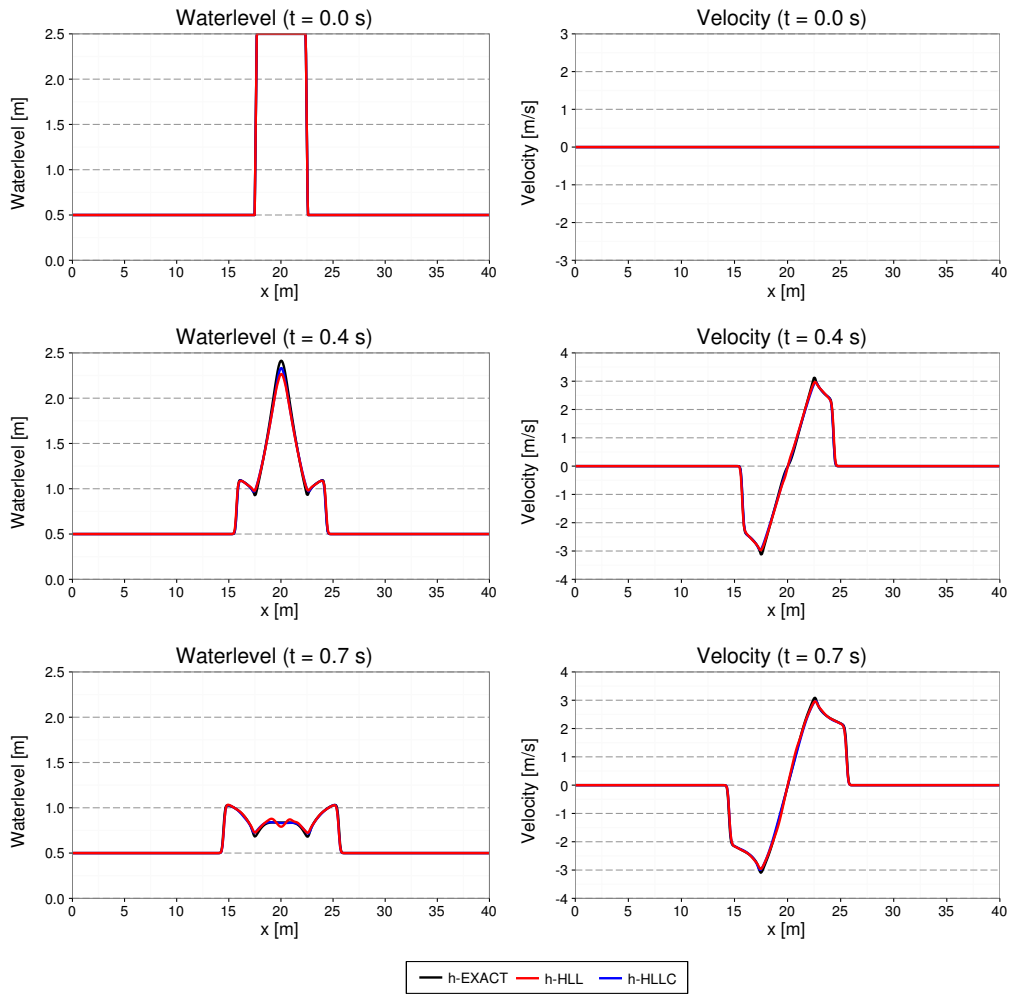 Waterlevel (t = 0.0 s)
Waterlevel [m]
2.5
2.0
1.5
1.0
0.5
0.0
0 5 10 15 20 25 30 35 40
x [m]
Velocity (t = 0.0 s)
Velocity [m/s]
3
2
1
0
-1
-2
-3
0 5 10 15 20 25 30 35 40
x [m]
Waterlevel (t = 0.4 s)
Waterlevel [m]
2.5
2.0
1.5
1.0
0.5
0.0
0 5 10 15 20 25 30 35 40
x [m]
Velocity (t = 0.4 s)
Velocity [m/s]
4
3
2
1
0
-1
-2
-3
-4
0 5 10 15 20 25 30 35 40
x [m]
Waterlevel (t = 0.7 s)
Waterlevel [m]
2.5
2.0
1.5
1.0
0.5
0.0
0 5 10 15 20 25 30 35 40
x [m]
Velocity (t = 0.7 s)
Velocity [m/s]
4
3
2
1
0
-1
-2
-3
-4
0 5 10 15 20 25 30 35 40
x [m]
h-EXACT h-HLL h-HLLC